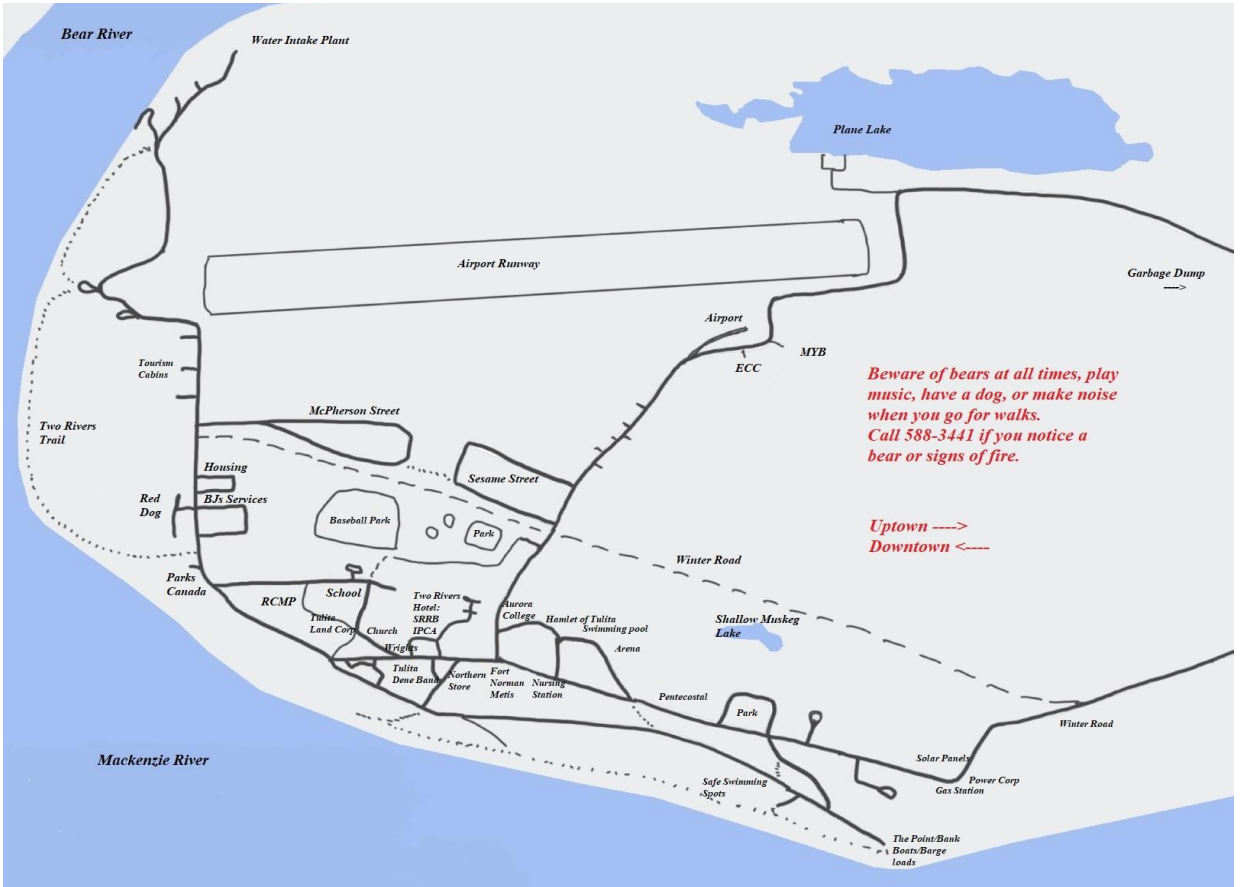 Bear River
Water Intake Plant
Plane Lake
Airport Runway
Garbage Dump
---->
Airport
ECC
MYB
Tourism
Cabins
Beware of bears at all times, play
music, have a dog, or make noise
when you go for walks.
Call 588-3441 if you notice a
bear or signs of fire.
McPherson Street
Two Rivers
Trail
Housing
Sesame Street
Red
Dog
BJs Services
Baseball Park
Park
Uptown ---->
Downtown <----
Winter Road
Parks
Canada
RCMP
School
Two Rivers
Hotel:
SRRB
IPCA
Aurora
College
Hamlet of Tulita
Swimming pool
Shallow Muskeg
Lake
Tulita
Land Corp
Church
Wrights
Arena
Tulita
Dene Band
Northern
Store
Fort
Norman
Metis
Nursing
Station
Pentecostal
Park
Winter Road
Mackenzie River
Solar Panels
Safe Swimming
Spots
Power Corp
Gas Station
The Point/Bank
Boats/Barge
loads